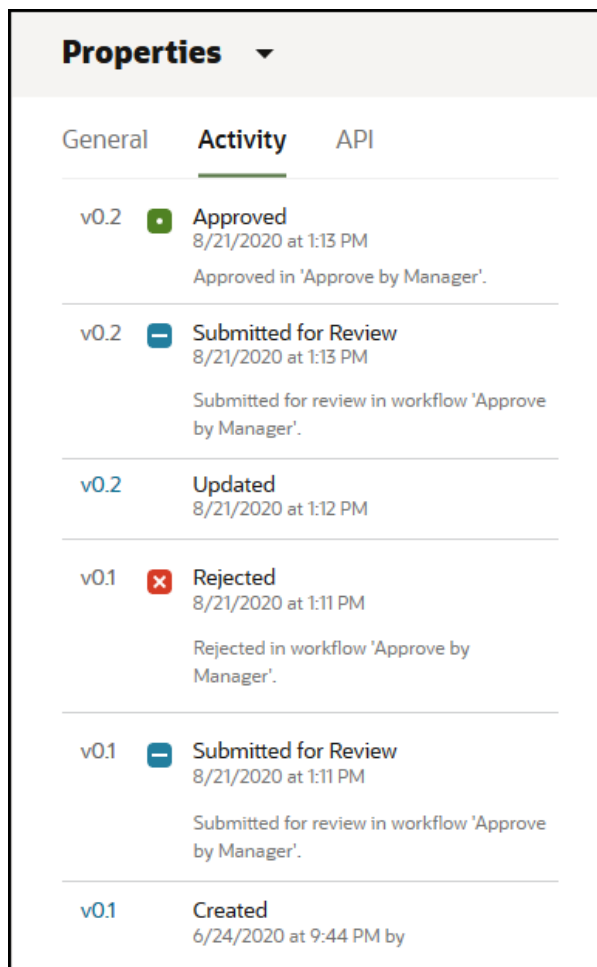 Properties
General Activity API
v0.2 Approved
8/21/2020 at 1:13 PM
Approved in 'Approve by Manager'.
v0.2 Submitted for Review
8/21/2020 at 1:13 PM
Submitted for review in workflow 'Approve
by Manager'.
v0.2 Updated
8/21/2020 at 1:12 PM
v0.1 Rejected
8/21/2020 at 1:11 PM
Rejected in workflow 'Approve by
Manager'.
v0.1 Submitted for Review
8/21/2020 at 1:11 PM
Submitted for review in workflow 'Approve
by Manager'.
v0.1 Created
6/24/2020 at 9:44 PM by